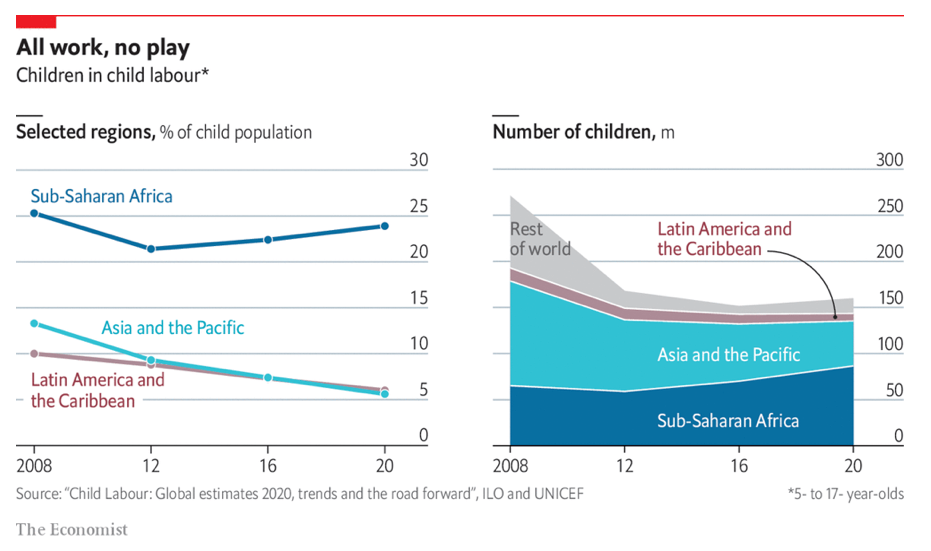 All work, no play
Children in child labour*
Selected regions, % of child population
30
Sub-Saharan Africa
25
20
15
Asia and the Pacific
10
Latin America and
the Caribbean
5
0
2008 12 16 20
Number of children, m
300
250
Rest
of world
Latin America and
the Caribbean
200
150
Asia and the Pacific
100
50
Sub-Saharan Africa
0
2008 12 16 20
Source: “Child Labour: Global estimates 2020, trends and the road forward”, ILO and UNICEF
*5- to 17- year-olds
The Economist